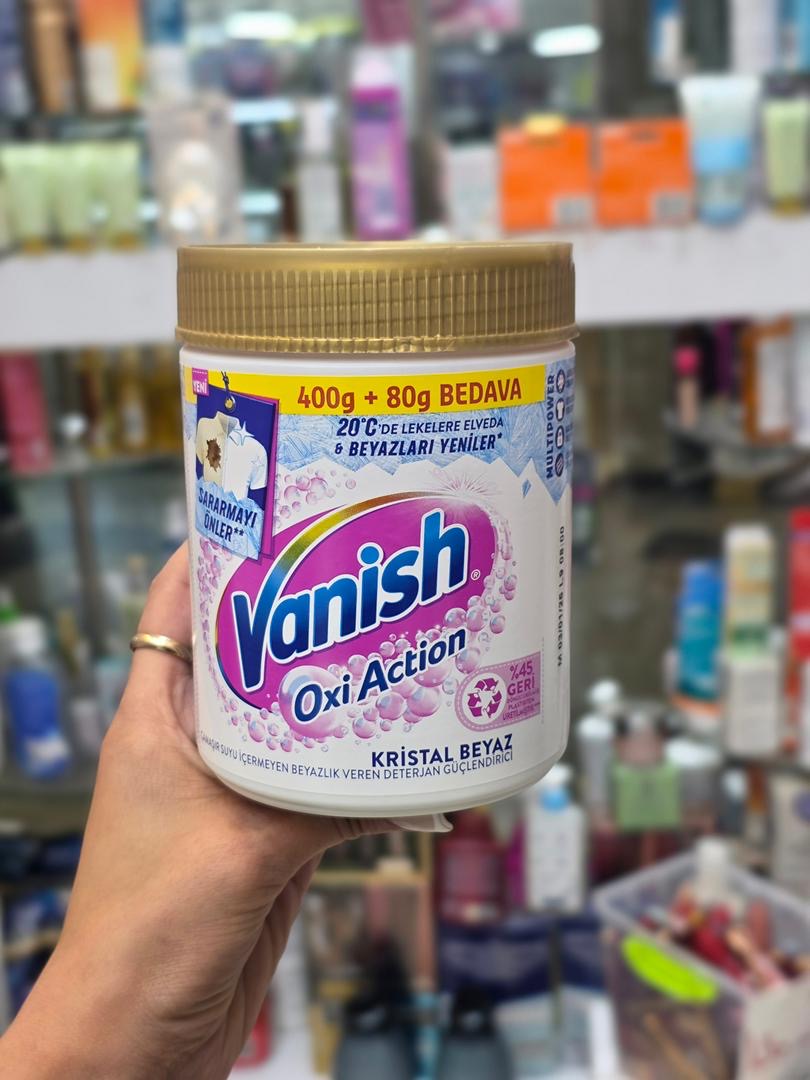 YENİ
400g + 80g BEDAVA
20°C'DE LEKELERE ELVEDA
& BEYAZLARI YENİLER*
MULTIPOWER
SARARMAYI
ÖNLER**
Vanish®
Oxi Action
%45
GERİ
KRİSTAL BEYAZ
ÇAMAŞIR SUYU İÇERMEYEN BEYAZLIK VEREN DETERJAN GÜÇLENDİRİCİ